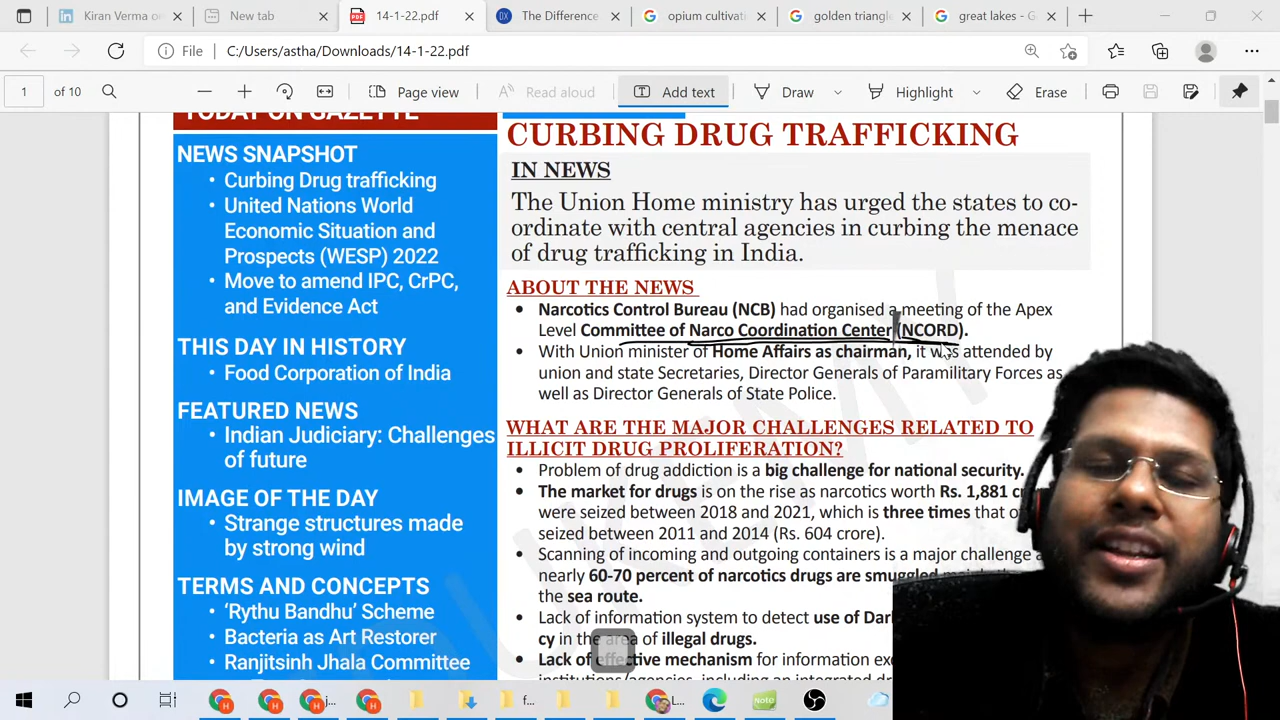 Kiran Verma on
New tab
14-1-22.pdf
The Difference
opium cultivati
golden triangle
great lakes - G
File
C:/Users/astha/Downloads/14-1-22.pdf
1 of 10
Page view
Read aloud
Add text
Draw
Highlight
Erase
TODAY ON GAZETTE
NEWS SNAPSHOT
• Curbing Drug trafficking
• United Nations World
Economic Situation and
Prospects (WESP) 2022
• Move to amend IPC, CrPC,
and Evidence Act
THIS DAY IN HISTORY
• Food Corporation of India
FEATURED NEWS
• Indian Judiciary: Challenges
of future
IMAGE OF THE DAY
• Strange structures made
by strong wind
TERMS AND CONCEPTS
• ‘Rythu Bandhu’ Scheme
• Bacteria as Art Restorer
• Ranjitsinh Jhala Committee
CURBING DRUG TRAFFICKING
IN NEWS
The Union Home ministry has urged the states to co-
ordinate with central agencies in curbing the menace
of drug trafficking in India.
ABOUT THE NEWS
• Narcotics Control Bureau (NCB) had organised a meeting of the Apex
Level Committee of Narco Coordination Center (NCORD).
• With Union minister of Home Affairs as chairman, it was attended by
union and state Secretaries, Director Generals of Paramilitary Forces as
well as Director Generals of State Police.
WHAT ARE THE MAJOR CHALLENGES RELATED TO
ILLICIT DRUG PROLIFERATION?
• Problem of drug addiction is a big challenge for national security.
• The market for drugs is on the rise as narcotics worth Rs. 1,881
were seized between 2018 and 2021, which is three times that
seized between 2011 and 2014 (Rs. 604 crore).
• Scanning of incoming and outgoing containers is a major challenge
nearly 60-70 percent of narcotics drugs are smuggled
the sea route.
• Lack of information system to detect use of
cy in the area of illegal drugs.
• Lack of effective mechanism for information
institutions/agencies, including an integrated